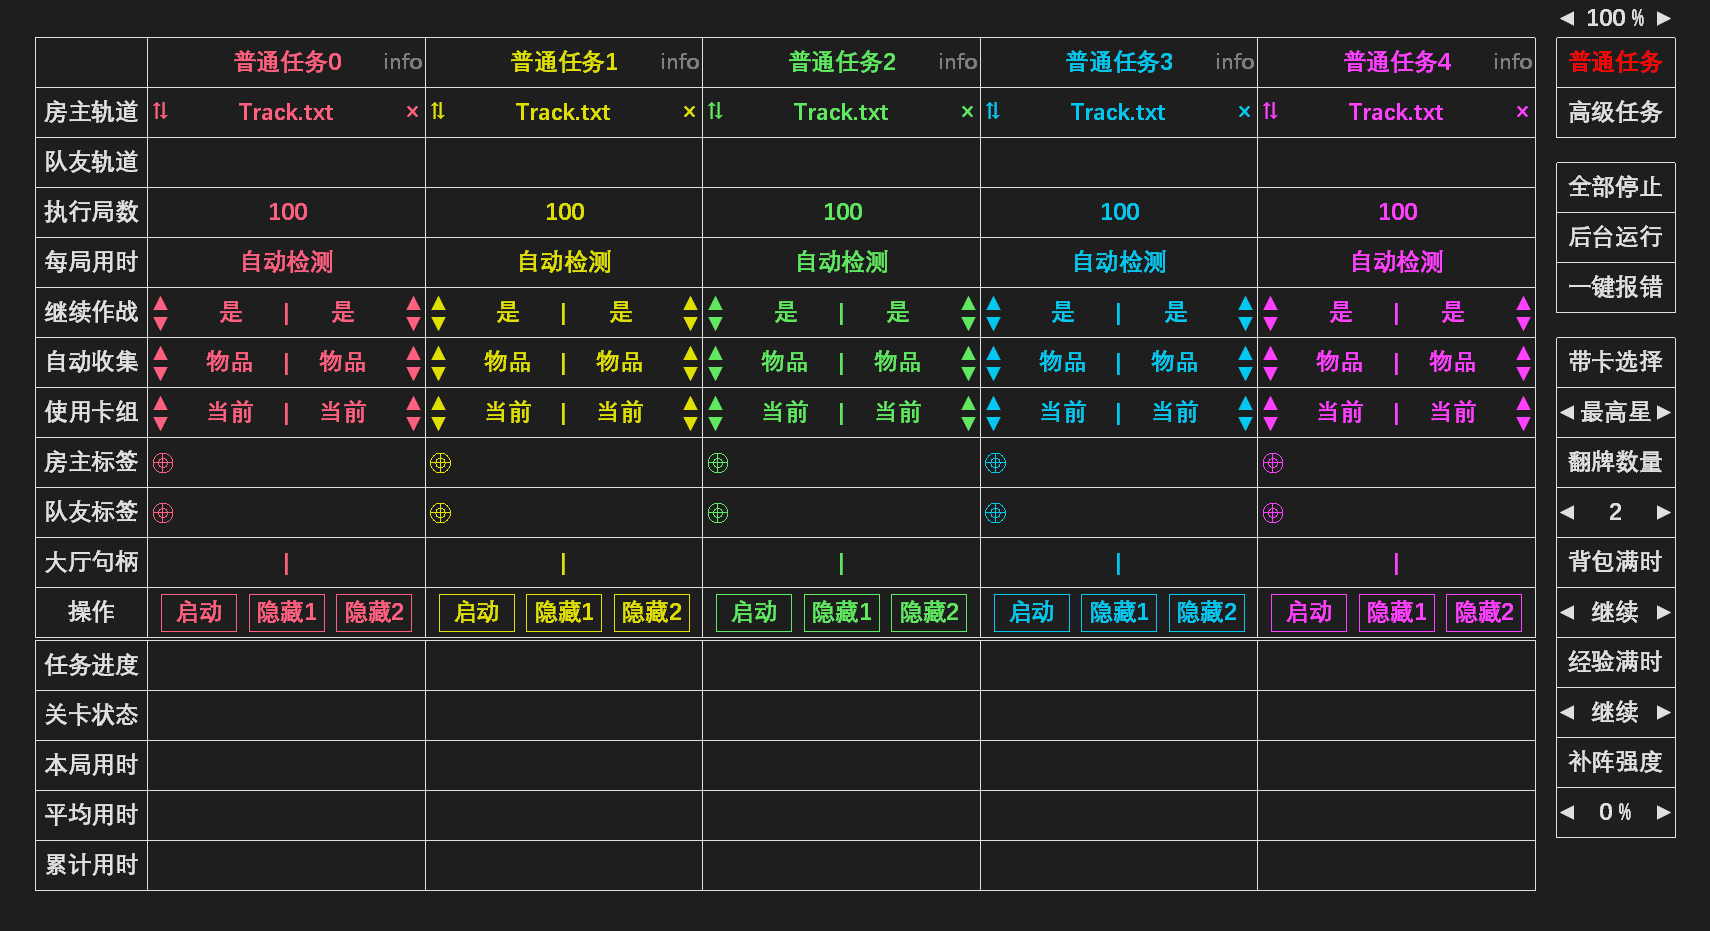 ◀ 100 % ▶
普通任务0 info 普通任务1 info 普通任务2 info 普通任务3 info 普通任务4 info 普通任务
房主轨道 ⇅ Track.txt × ⇅ Track.txt × ⇅ Track.txt × ⇅ Track.txt × ⇅ Track.txt × 高级任务
队友轨道
全部停止
执行局数 100 100 100 100 100
后台运行
每局用时 自动检测 自动检测 自动检测 自动检测 自动检测
一键报错
继续作战 是 | 是 是 | 是 是 | 是 是 | 是 是 | 是
自动收集 物品 | 物品 物品 | 物品 物品 | 物品 物品 | 物品 物品 | 物品 带卡选择
使用卡组 当前 | 当前 当前 | 当前 当前 | 当前 当前 | 当前 当前 | 当前 ◀ 最高星 ▶
房主标签 翻牌数量
队友标签 ◀ 2 ▶
大厅句柄 | | | | | 背包满时
操作 启动 隐藏1 隐藏2 启动 隐藏1 隐藏2 启动 隐藏1 隐藏2 启动 隐藏1 隐藏2 启动 隐藏1 隐藏2 ◀ 继续 ▶
任务进度 经验满时
关卡状态 ◀ 继续 ▶
本局用时 补阵强度
平均用时 ◀ 0 % ▶
累计用时